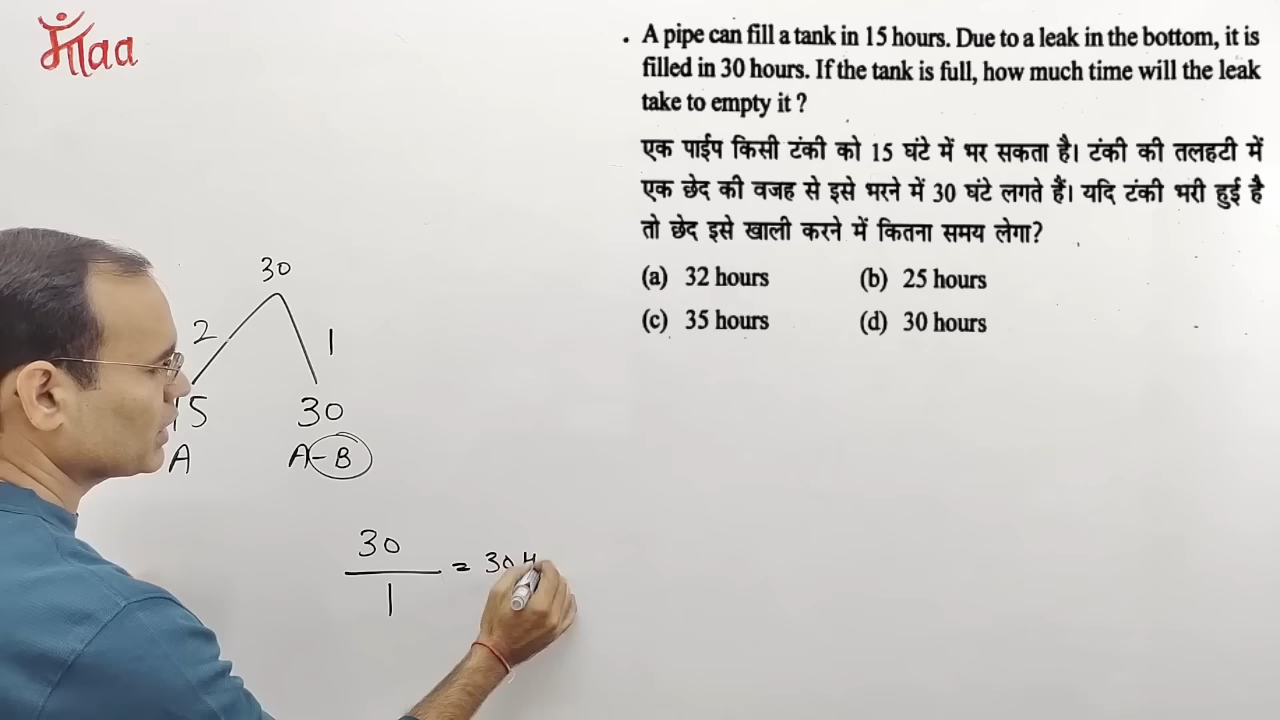 माँaa
. A pipe can fill a tank in 15 hours. Due to a leak in the bottom, it is
filled in 30 hours. If the tank is full, how much time will the leak
take to empty it ?
एक पाईप किसी टंकी को 15 घंटे में भर सकता है। टंकी की तलहटी में
एक छेद की वजह से इसे भरने में 30 घंटे लगते हैं। यदि टंकी भरी हुई है
तो छेद इसे खाली करने में कितना समय लेगा?
(a) 32 hours (b) 25 hours
(c) 35 hours (d) 30 hours
30
2 1
15 30
A A-B
30
1
= 30 H